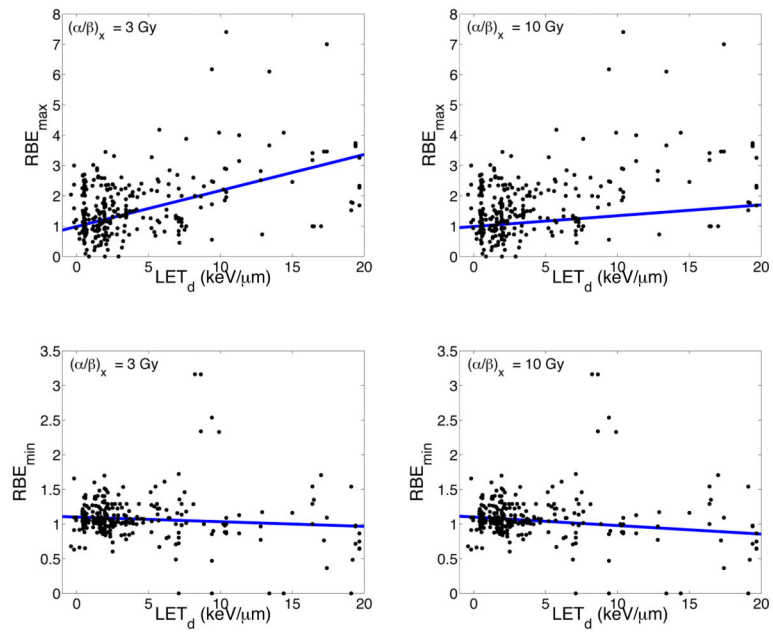 8
7
6
5
4
3
2
1
0
RBEmax
(α/β)x = 3 Gy
0 5 10 15 20
LETd (keV/μm)
8
7
6
5
4
3
2
1
0
RBEmax
(α/β)x = 10 Gy
0 5 10 15 20
LETd (keV/μm)
3.5
3
2.5
2
1.5
1
0.5
0
RBEmin
(α/β)x = 3 Gy
0 5 10 15 20
LETd (keV/μm)
3.5
3
2.5
2
1.5
1
0.5
0
RBEmin
(α/β)x = 10 Gy
0 5 10 15 20
LETd (keV/μm)